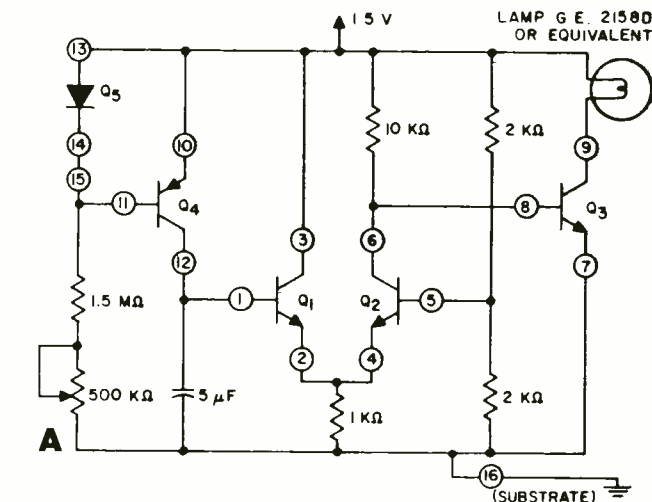 LAMP G.E. 2158D
OR EQUIVALENT
1.5 V
13
Q5
14
15
10
11
Q4
12
10 KΩ
2 KΩ
9
8
Q3
7
3
6
1
Q1
Q2
5
2
4
1.5 MΩ
500 KΩ
5 μF
1 KΩ
2 KΩ
A
16
(SUBSTRATE)